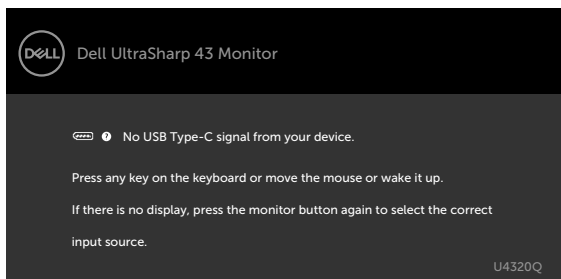 DELL
Dell UltraSharp 43 Monitor
No USB Type-C signal from your device.
Press any key on the keyboard or move the mouse or wake it up.
If there is no display, press the monitor button again to select the correct
input source.
U4320Q